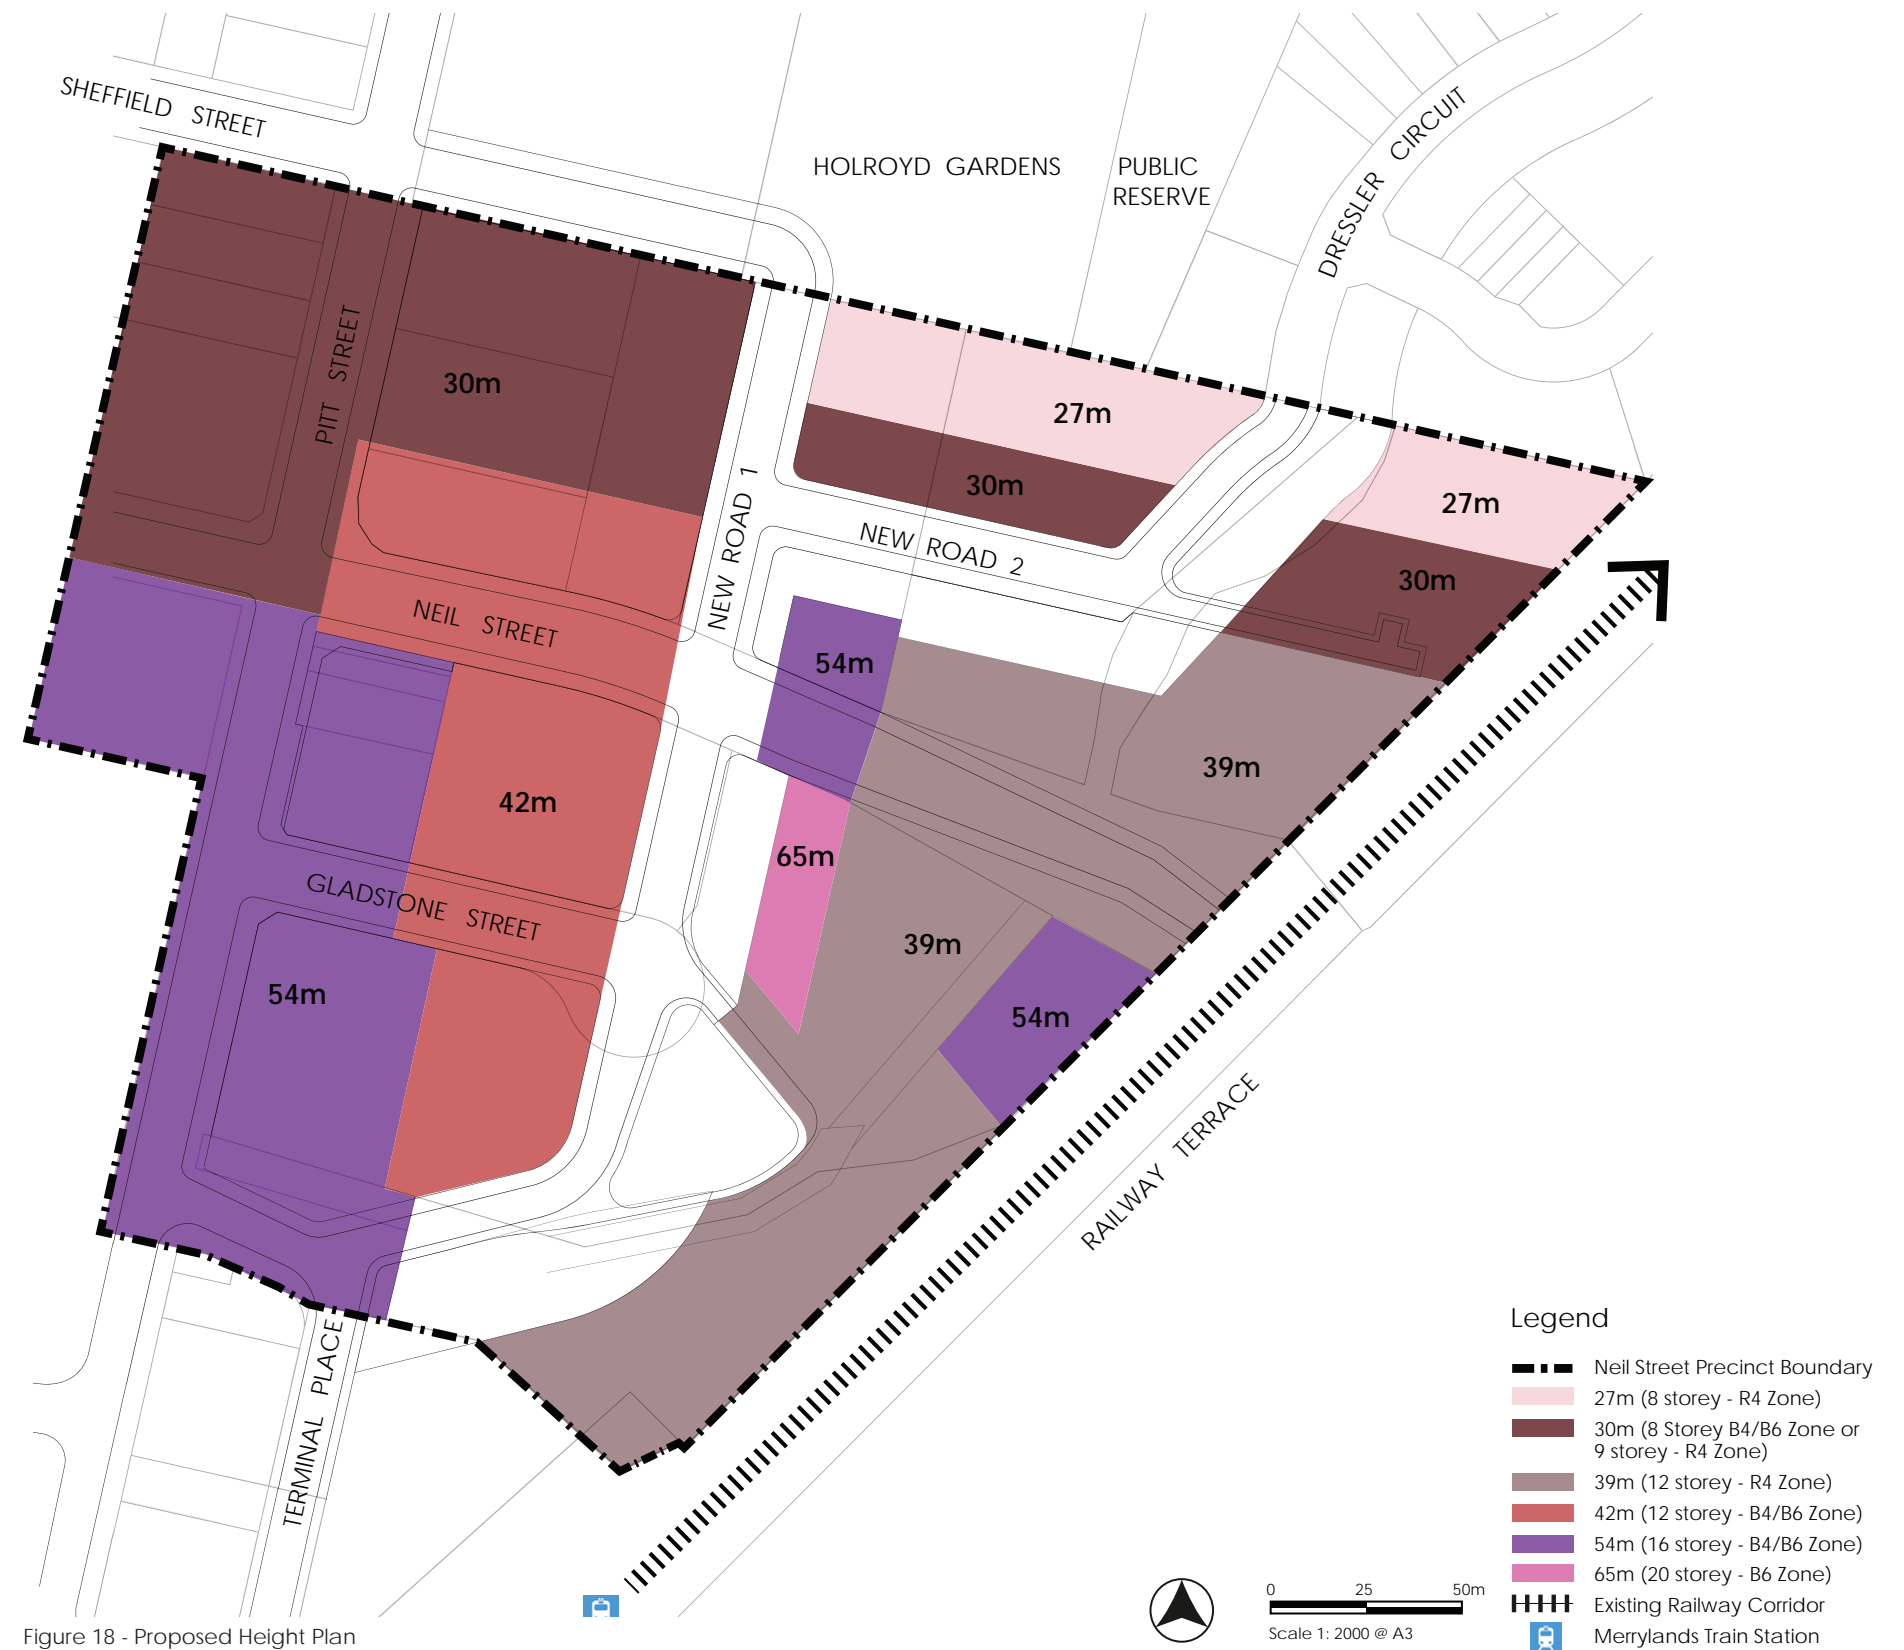 SHEFFIELD STREET
HOLROYD GARDENS
PUBLIC
RESERVE
DRESSLER CIRCUIT
PITT STREET
30m
27m
30m
27m
30m
NEW ROAD 1
NEW ROAD 2
NEIL STREET
54m
42m
39m
65m
GLADSTONE STREET
39m
54m
54m
RAILWAY TERRACE
TERMINAL PLACE
Legend
Neil Street Precinct Boundary
27m (8 storey - R4 Zone)
30m (8 Storey B4/B6 Zone or
9 storey - R4 Zone)
39m (12 storey - R4 Zone)
42m (12 storey - B4/B6 Zone)
54m (16 storey - B4/B6 Zone)
65m (20 storey - B6 Zone)
Existing Railway Corridor
Merrylands Train Station
0 25 50m
Scale 1: 2000 @ A3
Figure 18 - Proposed Height Plan